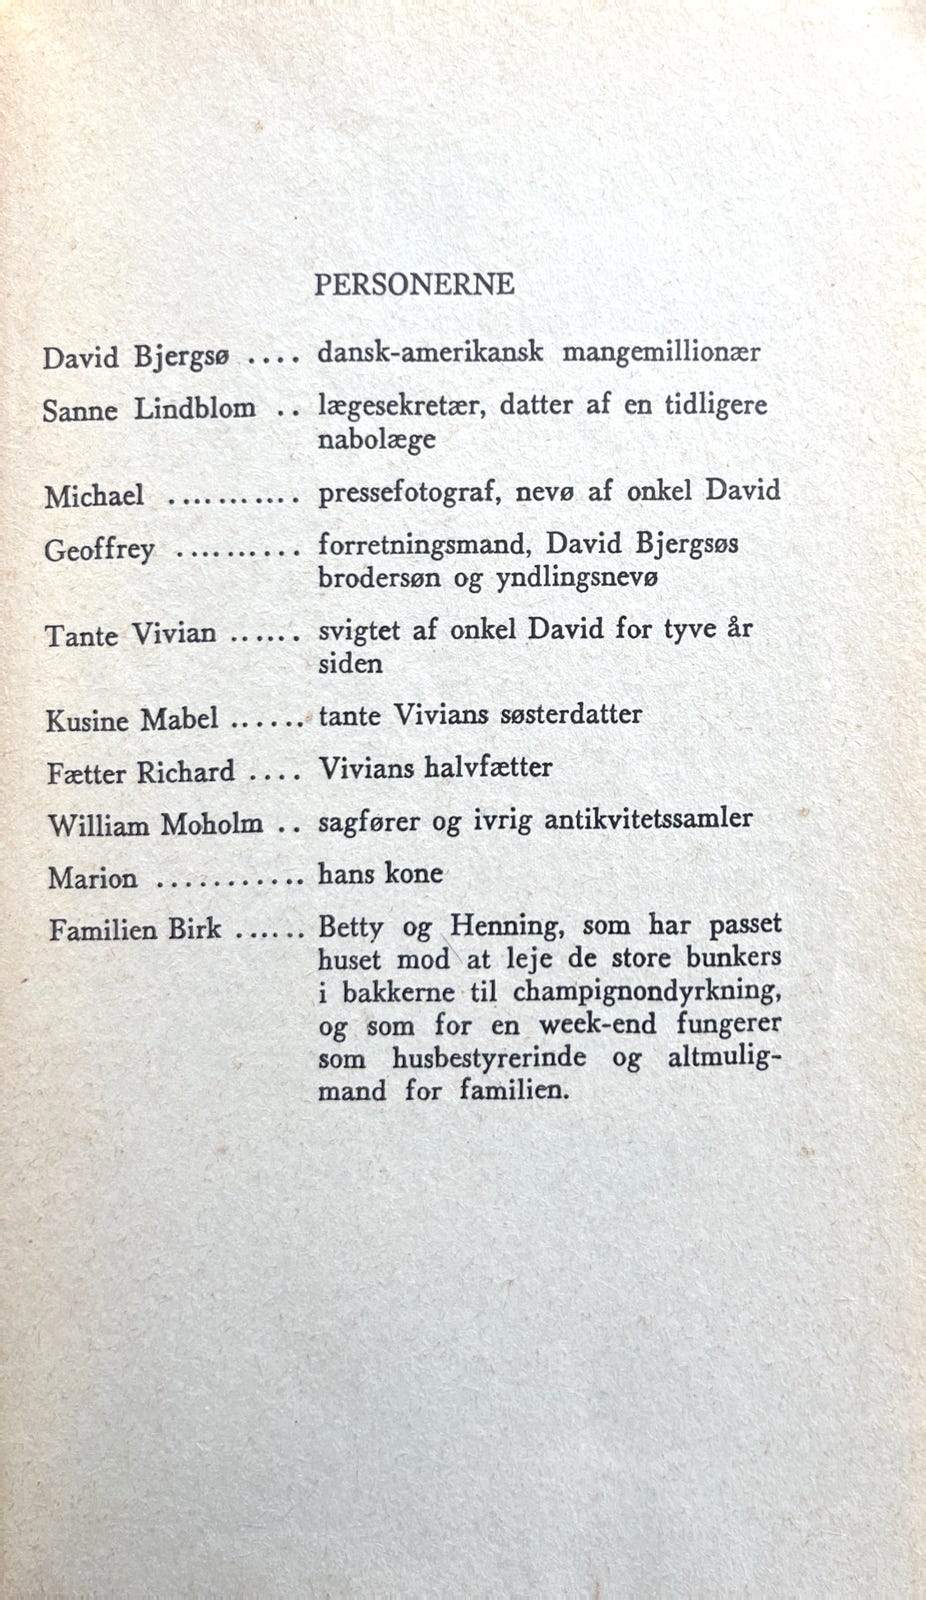 PERSONERNE
David Bjergsø .... dansk-amerikansk mangemillionær
Sanne Lindblom .. lægesekretær, datter af en tidligere
nabolæge
Michael ........... pressefotograf, nevø af onkel David
Geoffrey .......... forretningsmand, David Bjergsøs
brodersøn og yndlingsnevø
Tante Vivian ...... svigtet af onkel David for tyve år
siden
Kusine Mabel ...... tante Vivians søsterdatter
Fætter Richard .... Vivians halvfætter
William Moholm .. sagfører og ivrig antikvitetssamler
Marion ........... hans kone
Familien Birk ...... Betty og Henning, som har passet
huset mod at leje de store bunkers
i bakkerne til champignondyrkning,
og som for en week-end fungerer
som husbestyrerinde og altmulig-
mand for familien.